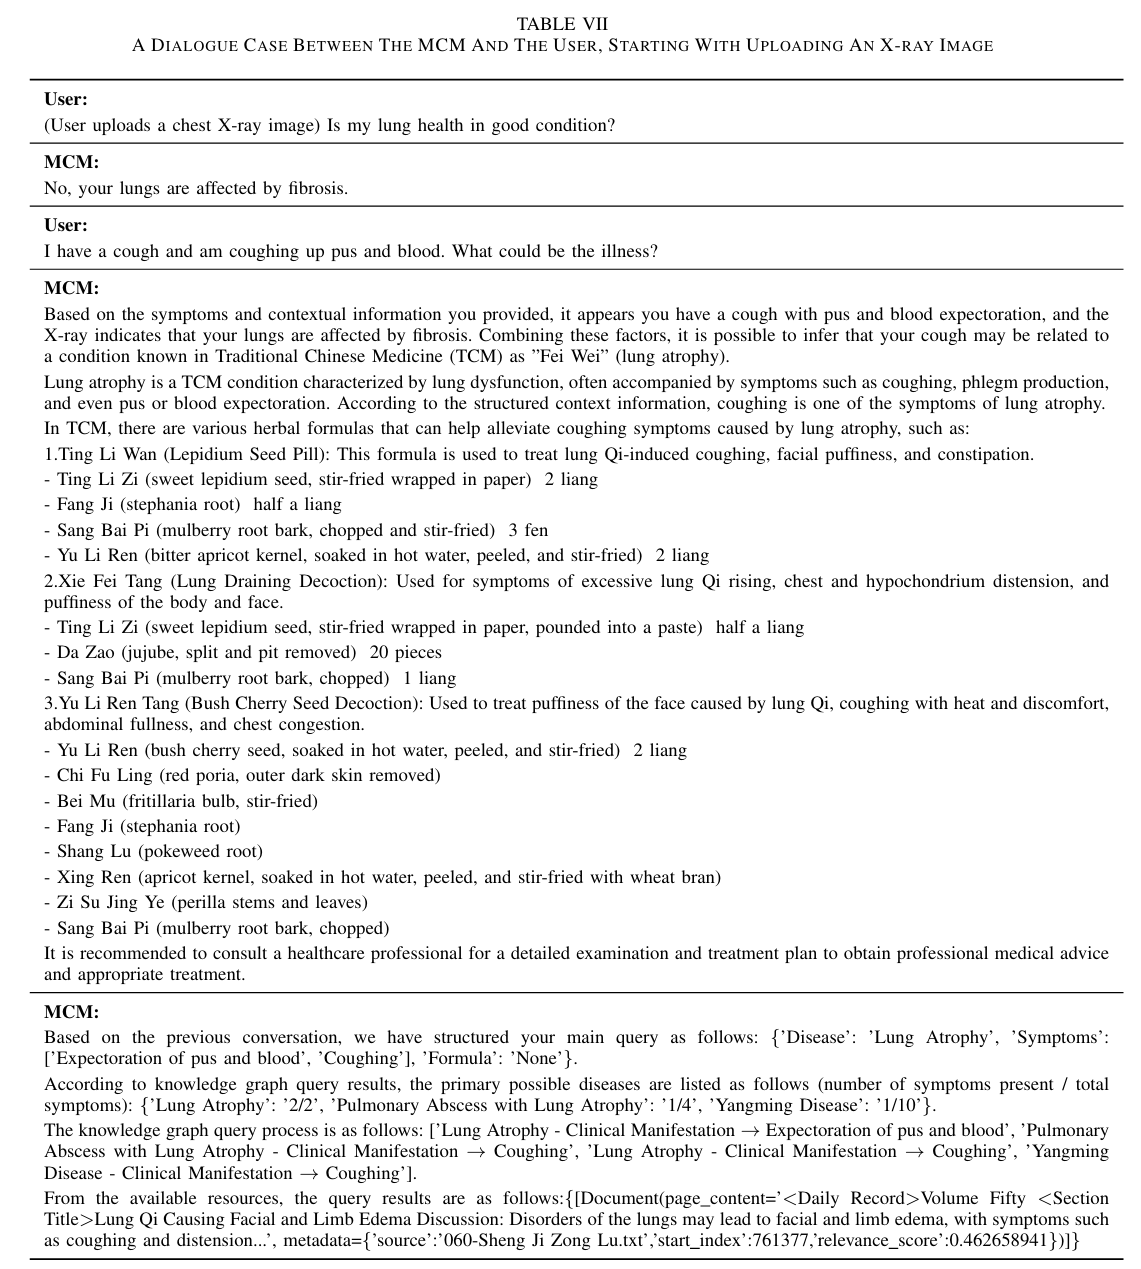 TABLE VII
A DIALOGUE CASE BETWEEN THE MCM AND THE USER, STARTING WITH UPLOADING AN X-RAY IMAGE
User:
(User uploads a chest X-ray image) Is my lung health in good condition?
MCM:
No, your lungs are affected by fibrosis.
User:
I have a cough and am coughing up pus and blood. What could be the illness?
MCM:
Based on the symptoms and contextual information you provided, it appears you have a cough with pus and blood expectoration, and the
X-ray indicates that your lungs are affected by fibrosis. Combining these factors, it is possible to infer that your cough may be related to
a condition known in Traditional Chinese Medicine (TCM) as ”Fei Wei” (lung atrophy).
Lung atrophy is a TCM condition characterized by lung dysfunction, often accompanied by symptoms such as coughing, phlegm production,
and even pus or blood expectoration. According to the structured context information, coughing is one of the symptoms of lung atrophy.
In TCM, there are various herbal formulas that can help alleviate coughing symptoms caused by lung atrophy, such as:
1.Ting Li Wan (Lepidium Seed Pill): This formula is used to treat lung Qi-induced coughing, facial puffiness, and constipation.
- Ting Li Zi (sweet lepidium seed, stir-fried wrapped in paper) 2 liang
- Fang Ji (stephania root) half a liang
- Sang Bai Pi (mulberry root bark, chopped and stir-fried) 3 fen
- Yu Li Ren (bitter apricot kernel, soaked in hot water, peeled, and stir-fried) 2 liang
2.Xie Fei Tang (Lung Draining Decoction): Used for symptoms of excessive lung Qi rising, chest and hypochondrium distension, and
puffiness of the body and face.
- Ting Li Zi (sweet lepidium seed, stir-fried wrapped in paper, pounded into a paste) half a liang
- Da Zao (jujube, split and pit removed) 20 pieces
- Sang Bai Pi (mulberry root bark, chopped) 1 liang
3.Yu Li Ren Tang (Bush Cherry Seed Decoction): Used to treat puffiness of the face caused by lung Qi, coughing with heat and discomfort,
abdominal fullness, and chest congestion.
- Yu Li Ren (bush cherry seed, soaked in hot water, peeled, and stir-fried) 2 liang
- Chi Fu Ling (red poria, outer dark skin removed)
- Bei Mu (fritillaria bulb, stir-fried)
- Fang Ji (stephania root)
- Shang Lu (pokeweed root)
- Xing Ren (apricot kernel, soaked in hot water, peeled, and stir-fried with wheat bran)
- Zi Su Jing Ye (perilla stems and leaves)
- Sang Bai Pi (mulberry root bark, chopped)
It is recommended to consult a healthcare professional for a detailed examination and treatment plan to obtain professional medical advice
and appropriate treatment.
MCM:
Based on the previous conversation, we have structured your main query as follows: {’Disease’: ’Lung Atrophy’, ’Symptoms’:
[’Expectoration of pus and blood’, ’Coughing’], ’Formula’: ’None’}.
According to knowledge graph query results, the primary possible diseases are listed as follows (number of symptoms present / total
symptoms): {’Lung Atrophy’: ’2/2’, ’Pulmonary Abscess with Lung Atrophy’: ’1/4’, ’Yangming Disease’: ’1/10’}.
The knowledge graph query process is as follows: [’Lung Atrophy - Clinical Manifestation → Expectoration of pus and blood’, ’Pulmonary
Abscess with Lung Atrophy - Clinical Manifestation → Coughing’, ’Lung Atrophy - Clinical Manifestation → Coughing’, ’Yangming
Disease - Clinical Manifestation → Coughing’].
From the available resources, the query results are as follows:{[Document(page_content=’<Daily Record>Volume Fifty <Section
Title>Lung Qi Causing Facial and Limb Edema Discussion: Disorders of the lungs may lead to facial and limb edema, with symptoms such
as coughing and distension...’, metadata={’source’:’060-Sheng Ji Zong Lu.txt’,’start_index’:761377,’relevance_score’:0.462658941})]}